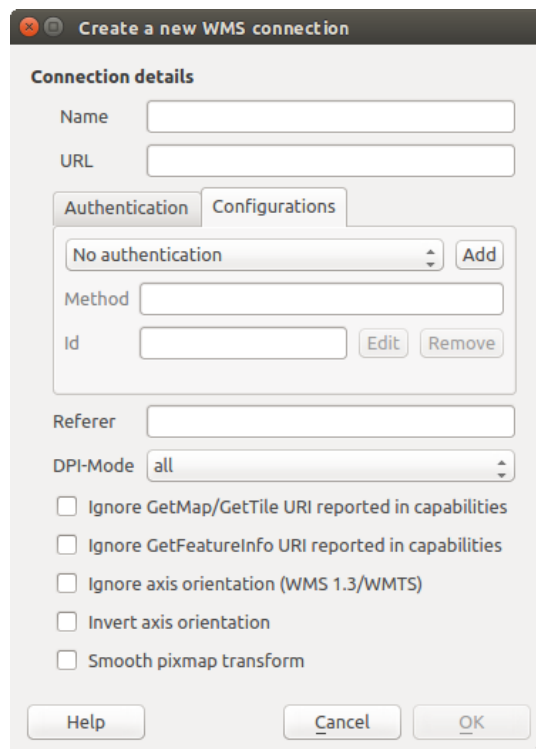 Create a new WMS connection
Connection details
Name
URL
Authentication Configurations
No authentication Add
Method
Id Edit Remove
Referer
DPI-Mode all
Ignore GetMap/GetTile URI reported in capabilities
Ignore GetFeatureInfo URI reported in capabilities
Ignore axis orientation (WMS 1.3/WMTS)
Invert axis orientation
Smooth pixmap transform
Help Cancel OK